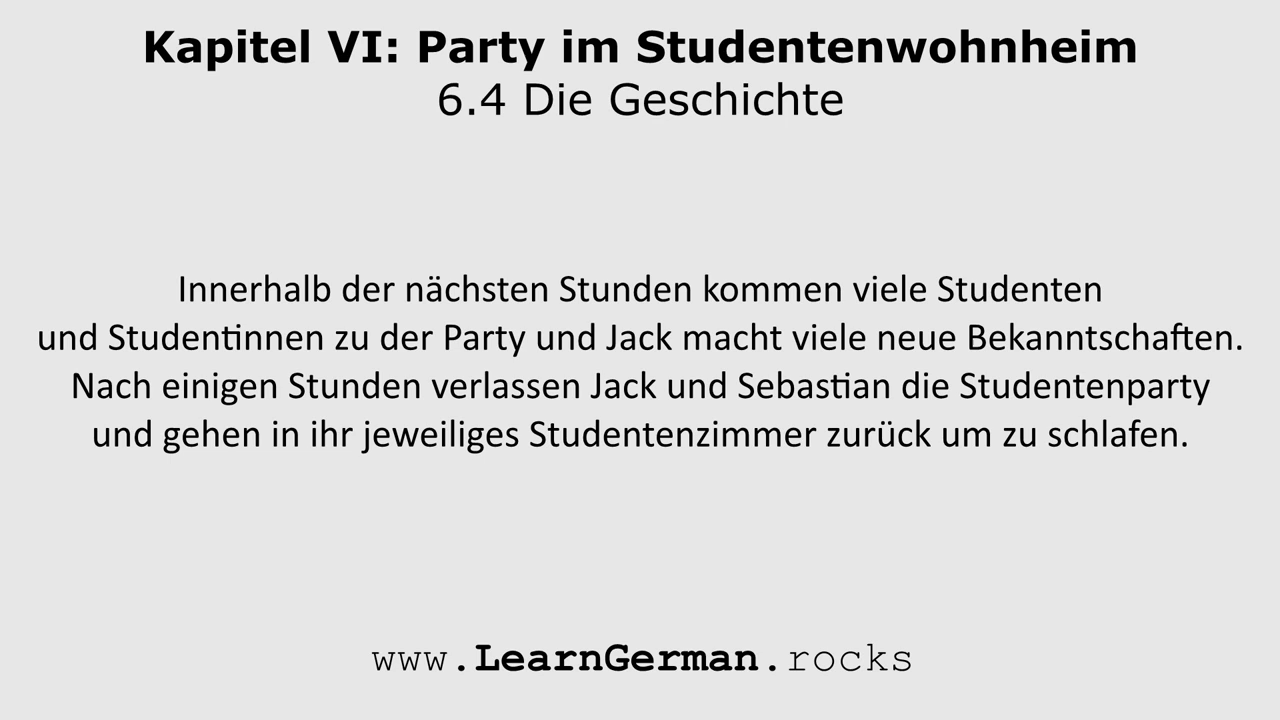 Kapitel VI: Party im Studentenwohnheim
6.4 Die Geschichte
Innerhalb der nächsten Stunden kommen viele Studenten
und Studentinnen zu der Party und Jack macht viele neue Bekanntschaften.
Nach einigen Stunden verlassen Jack und Sebastian die Studentenparty
und gehen in ihr jeweiliges Studentenzimmer zurück um zu schlafen.
www.LearnGerman.rocks